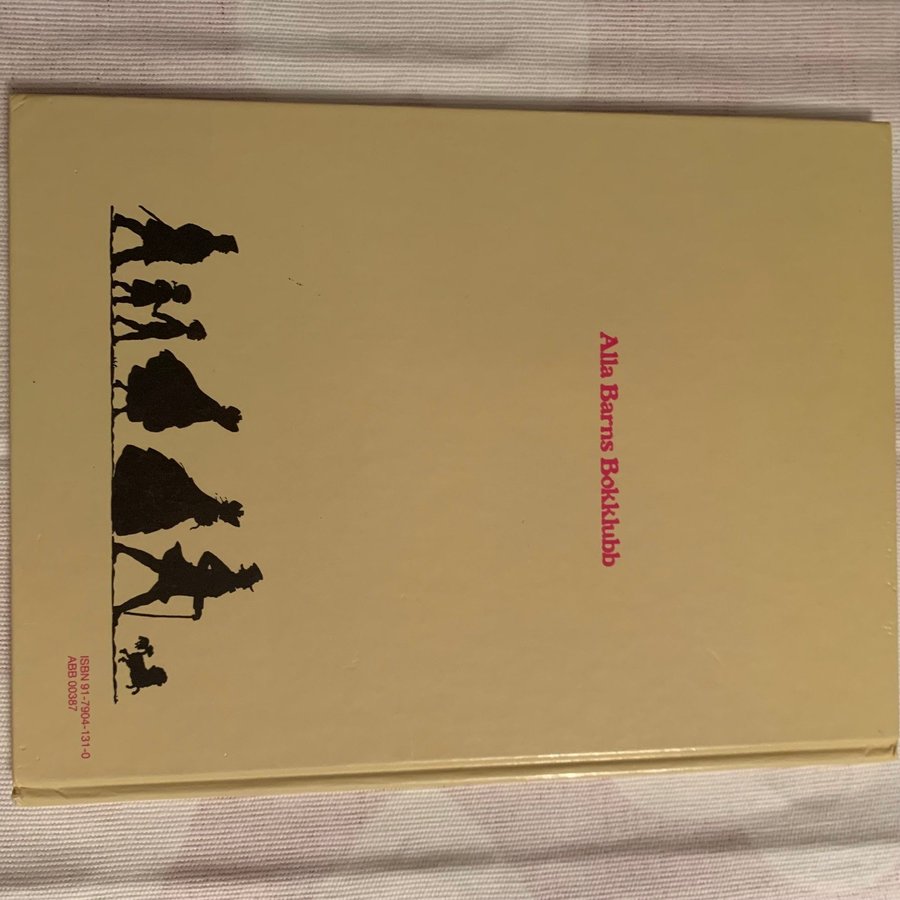 Alla Barns Bokklubb
ISBN 91-7904-131-0
ABB 00387